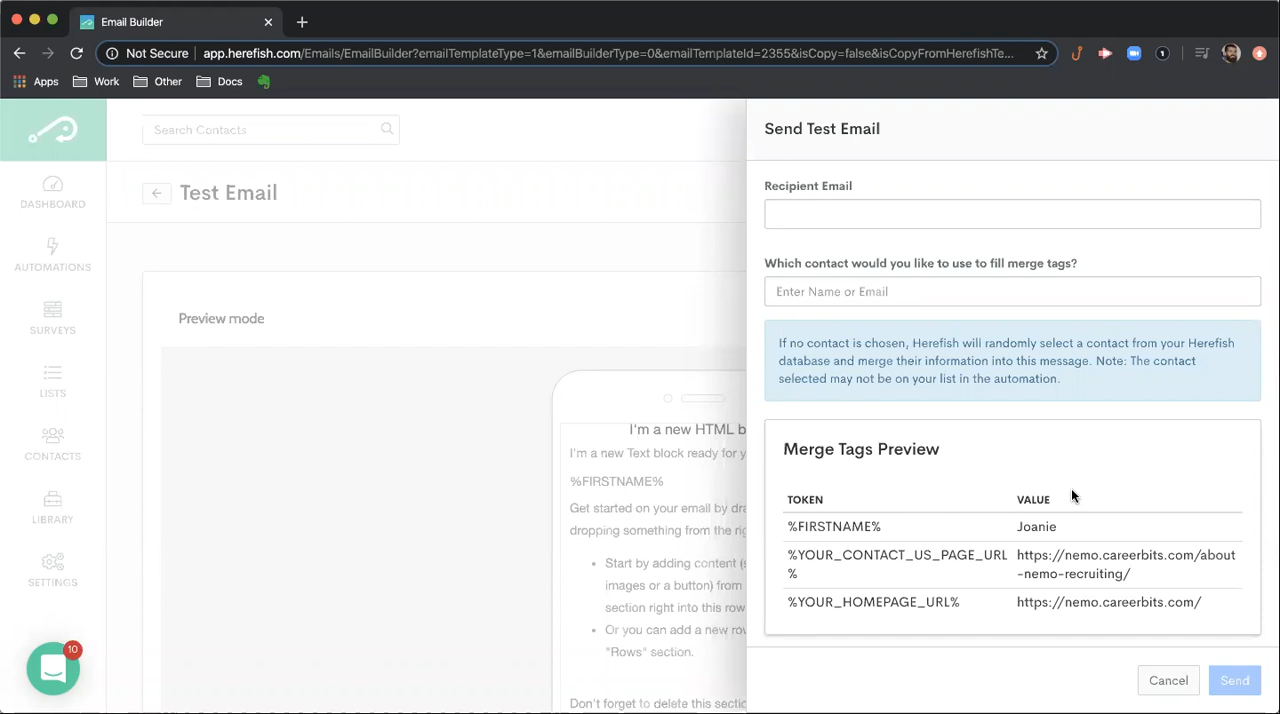 Email Builder
Not Secure
app.herefish.com/Emails/EmailBuilder?emailTemplateType=1&emailBuilderType=0&emailTemplateId=2355&isCopy=false&isCopyFromHerefishTe...
Apps
Work
Other
Docs
Search Contacts
Test Email
DASHBOARD
AUTOMATIONS
SURVEYS
LISTS
CONTACTS
LIBRARY
SETTINGS
10
Preview mode
I'm a new HTML b
I'm a new Text block ready for y
%FIRSTNAME%
Get started on your email by dr
dropping something from the rig
• Start by adding content (s
images or a button) from
section right into this row
• Or you can add a new row
"Rows" section.
Don't forget to delete this sectio
Send Test Email
Recipient Email
Which contact would you like to use to fill merge tags?
Enter Name or Email
If no contact is chosen, Herefish will randomly select a contact from your Herefish
database and merge their information into this message. Note: The contact
selected may not be on your list in the automation.
Merge Tags Preview
TOKEN VALUE
%FIRSTNAME% Joanie
%YOUR_CONTACT_US_PAGE_URL https://nemo.careerbits.com/about
% -nemo-recruiting/
%YOUR_HOMEPAGE_URL% https://nemo.careerbits.com/
Cancel
Send